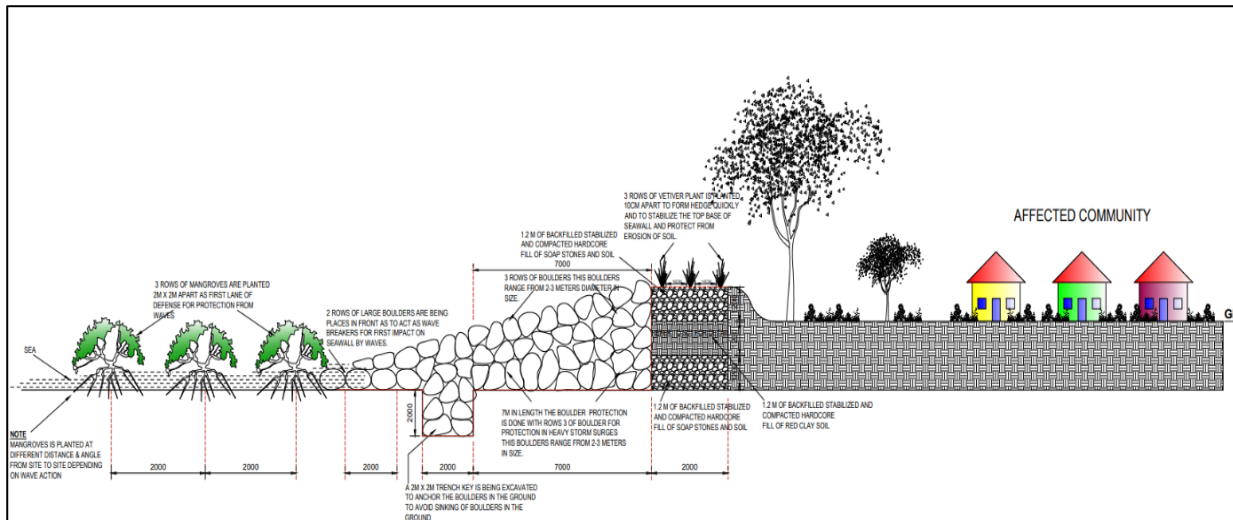 3 ROWS OF VETIVER PLANT IS PLANTED
10CM APART TO FORM HEDGE QUICKLY
AND TO STABILIZE THE TOP BASE OF
SEAWALL AND PROTECT FROM
EROSION OF SOIL.
AFFECTED COMMUNITY
1.2 M OF BACKFILLED STABILIZED
AND COMPACTED HARDCORE
FILL OF SOAP STONES AND SOIL
7000
3 ROWS OF BOULDERS THIS BOULDERS
RANGE FROM 2-3 METERS DIAMETER IN
SIZE.
3 ROWS OF MANGROVES ARE PLANTED
2M X 2M APART AS FIRST LANE OF
DEFENSE FOR PROTECTION FROM
WAVES
2 ROWS OF LARGE BOULDERS ARE BEING
PLACES IN FRONT AS TO ACT AS WAVE
BREAKERS FOR FIRST IMPACT ON
SEAWALL BY WAVES.
G
SEA
2000
NOTE
MANGROVES IS PLANTED AT
DIFFERENT DISTANCE & ANGLE
FROM SITE TO SITE DEPENDING
ON WAVE ACTION
7M IN LENGTH THE BOULDER PROTECTION
IS DONE WITH ROWS 3 OF BOULDER FOR
PROTECTION IN HEAVY STORM SURGES
THIS BOULDERS RANGE FROM 2-3 METERS
IN SIZE.
1.2 M OF BACKFILLED STABILIZED
AND COMPACTED HARDCORE
FILL OF SOAP STONES AND SOIL
1.2 M OF BACKFILLED STABILIZED AND
COMPACTED HARDCORE
FILL OF RED CLAY SOIL
2000
2000
2000
2000
7000
2000
A 2M X 2M TRENCH KEY IS BEING EXCAVATED
TO ANCHOR THE BOULDERS IN THE GROUND
TO AVOID SINKING OF BOULDERS IN THE
GROUND